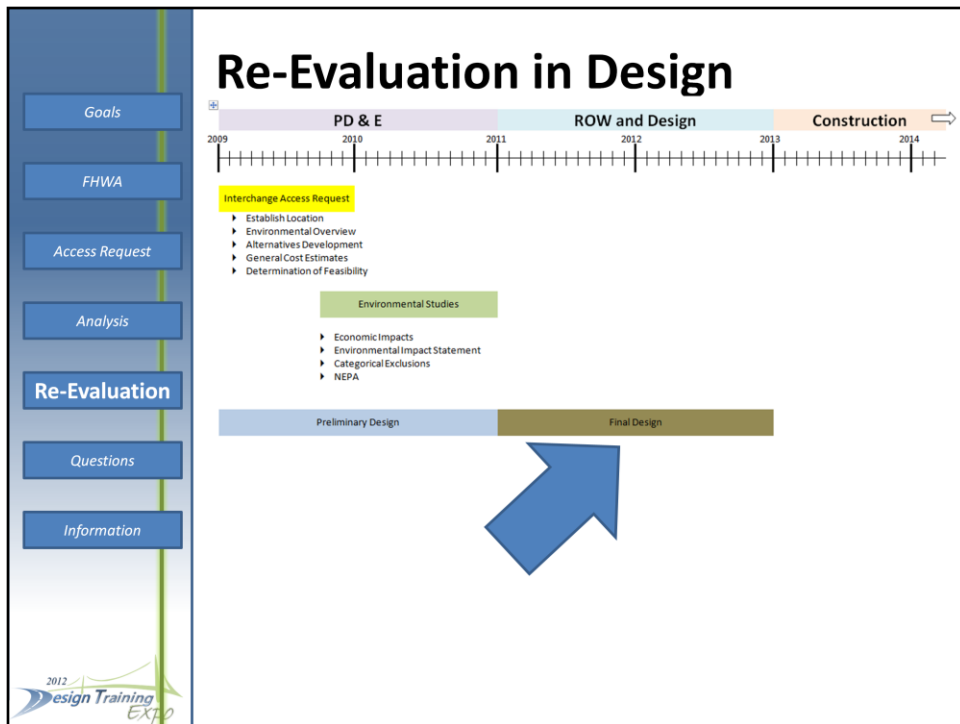 Re-Evaluation in Design
Goals
FHWA
Access Request
Analysis
Re-Evaluation
Questions
Information
PD & E
ROW and Design
Construction
2009
2010
2011
2012
2013
2014
Interchange Access Request
Establish Location
Environmental Overview
Alternatives Development
General Cost Estimates
Determination of Feasibility
Environmental Studies
Economic Impacts
Environmental Impact Statement
Categorical Exclusions
NEPA
Preliminary Design
Final Design
2012
Design Training
Expo